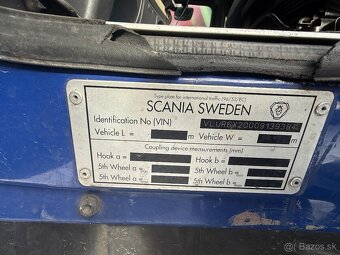 Type plate for international traffic (96/53/EC)
SCANIA SWEDEN
Identification No (VIN) VLUR6X20009139384
Vehicle L = m Vehicle W = m
Coupling device measurements (mm)
Hook a = Hook b =
5th Wheel a = 5th Wheel b =
5th Wheel a = 5th Wheel b =
© Bazos.sk